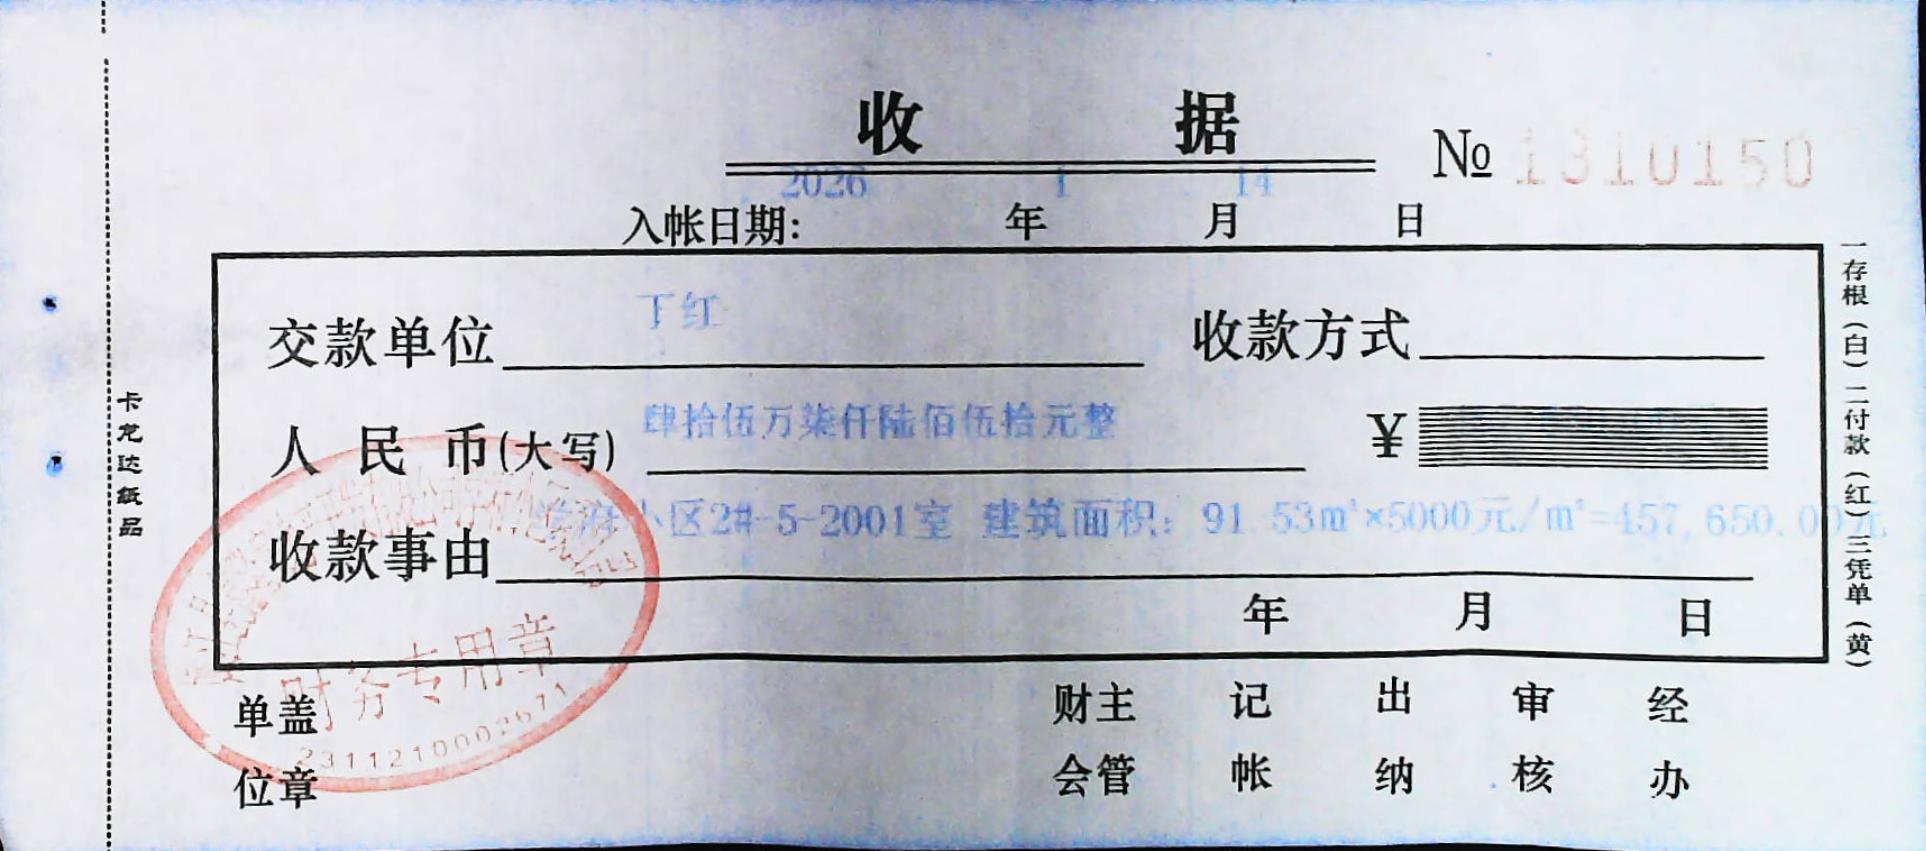 收 据
№ 1310150
2026 1 14
入帐日期: 年 月 日
丁红
交款单位 收款方式
肆拾伍万柒仟陆佰伍拾元整
人民币(大写) ¥
小区2#-5-2001室 建筑面积: 91.53m²×5000元/m²=457,650.00元
收款事由
年 月 日
财务专用章
单位盖章
财会主管 记帐 出纳 审核 经办
一存根(白)二付款(红)三凭单(黄)
卡龙达纸品